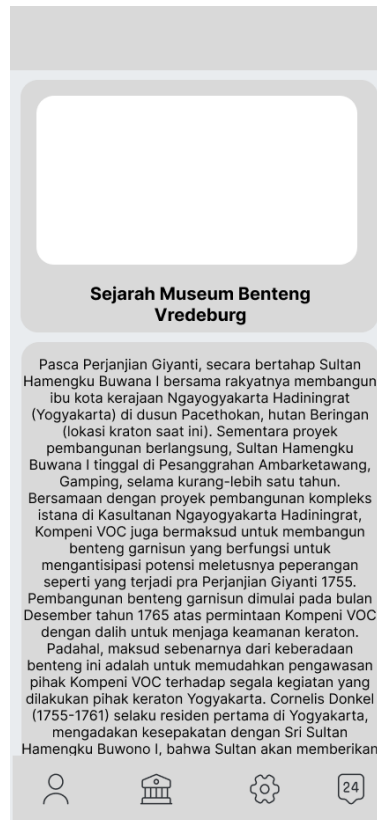 Sejarah Museum Benteng
Vredeburg
Pasca Perjanjian Giyanti, secara bertahap Sultan
Hamengku Buwana I bersama rakyatnya membangun
ibu kota kerajaan Ngayogyakarta Hadiningrat
(Yogyakarta) di dusun Pacethokan, hutan Beringan
(lokasi kraton saat ini). Sementara proyek
pembangunan berlangsung, Sultan Hamengku
Buwana I tinggal di Pesanggrahan Ambarketawang,
Gamping, selama kurang-lebih satu tahun.
Bersamaan dengan proyek pembangunan kompleks
istana di Kasultanan Ngayogyakarta Hadiningrat,
Kompeni VOC juga bermaksud untuk membangun
benteng garnisun yang berfungsi untuk
mengantisipasi potensi meletusnya peperangan
seperti yang terjadi pra Perjanjian Giyanti 1755.
Pembangunan benteng garnisun dimulai pada bulan
Desember tahun 1765 atas permintaan Kompeni VOC
dengan dalih untuk menjaga keamanan keraton.
Padahal, maksud sebenarnya dari keberadaan
benteng ini adalah untuk memudahkan pengawasan
pihak Kompeni VOC terhadap segala kegiatan yang
dilakukan pihak keraton Yogyakarta. Cornelis Donkel
(1755-1761) selaku residen pertama di Yogyakarta,
mengadakan kesepakatan dengan Sri Sultan
Hamengku Buwono I, bahwa Sultan akan memberikan
24